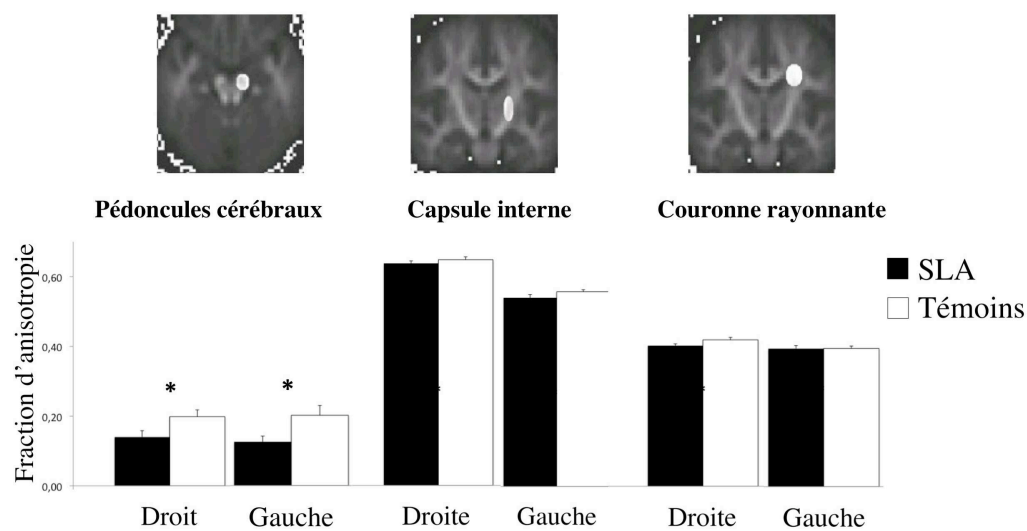 Pédoncules cérébraux
Capsule interne
Couronne rayonnante
Fraction d'anisotropie
0,60
0,40
0,20
0,00
*
*
SLA
Témoins
Droit
Gauche
Droite
Gauche
Droite
Gauche